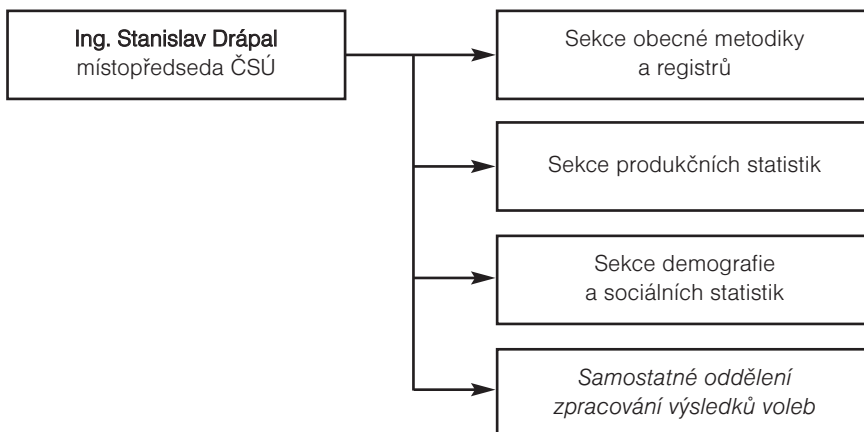 Ing. Stanislav Drápal
místopředseda ČSÚ
Sekce obecné metodiky
a registrů
Sekce produkčních statistik
Sekce demografie
a sociálních statistik
Samostatné oddělení
zpracování výsledků voleb